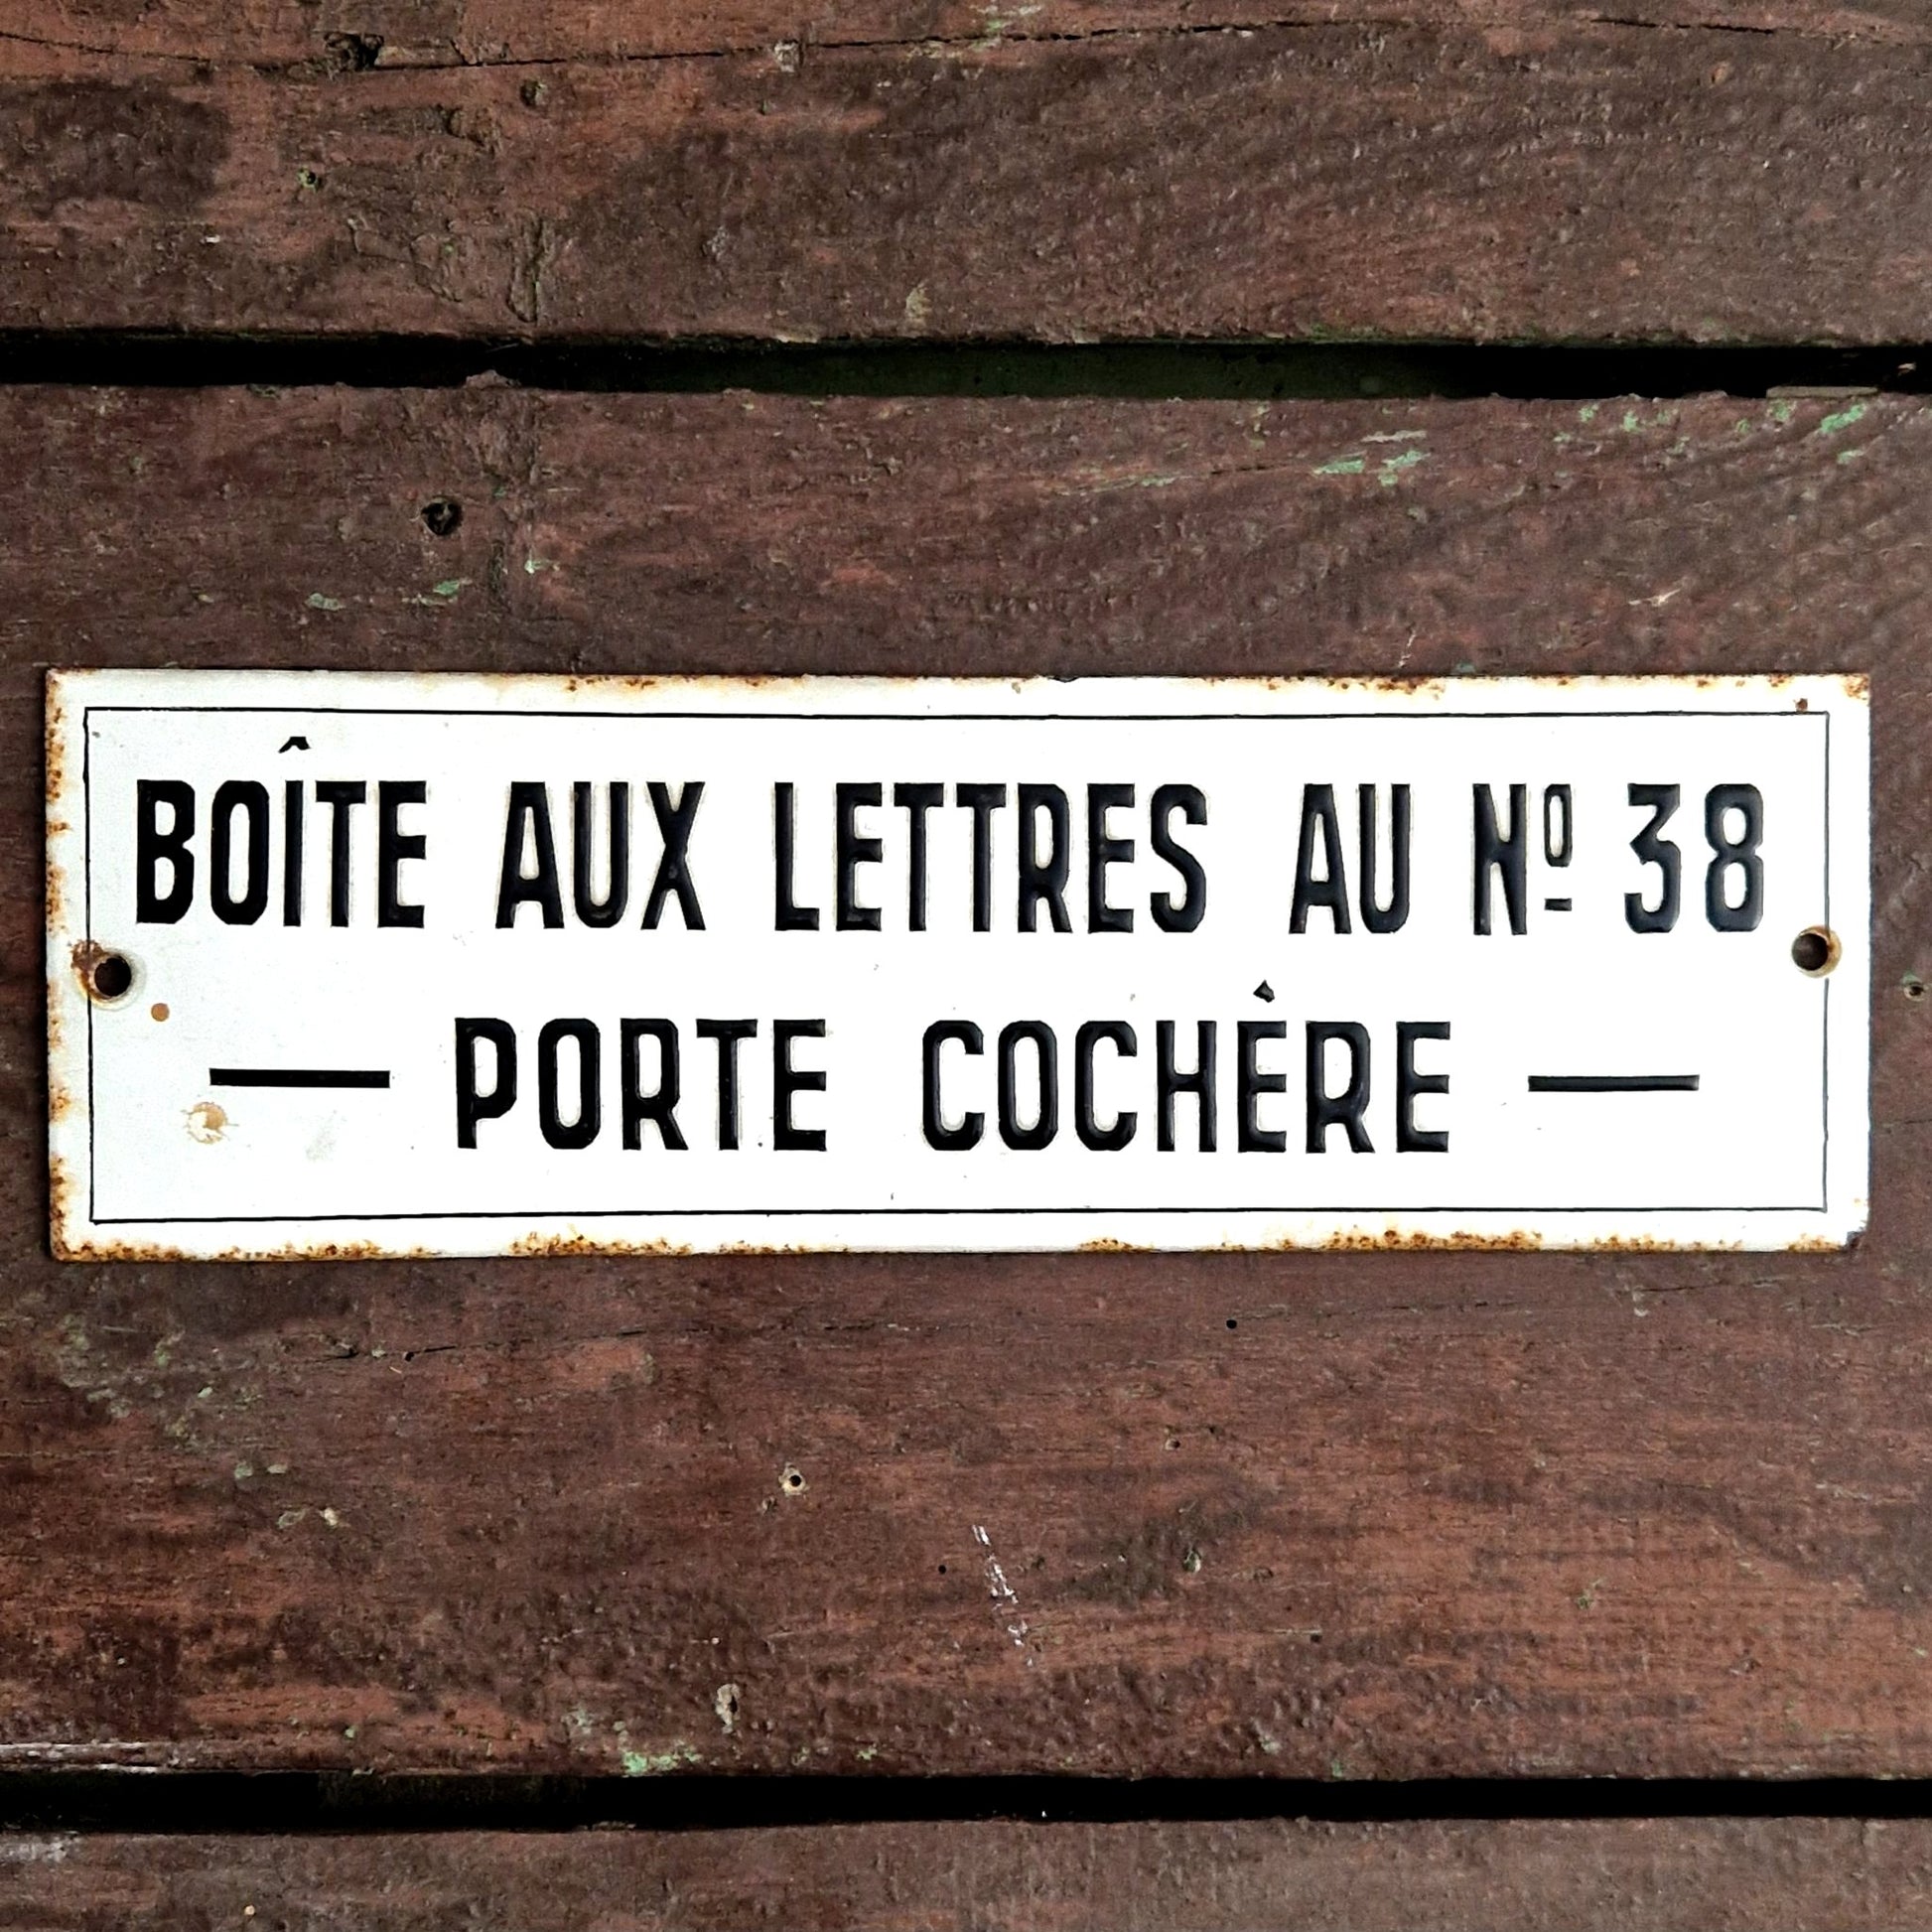 BOÎTE AUX LETTRES AU Nº 38
— PORTE COCHÈRE —